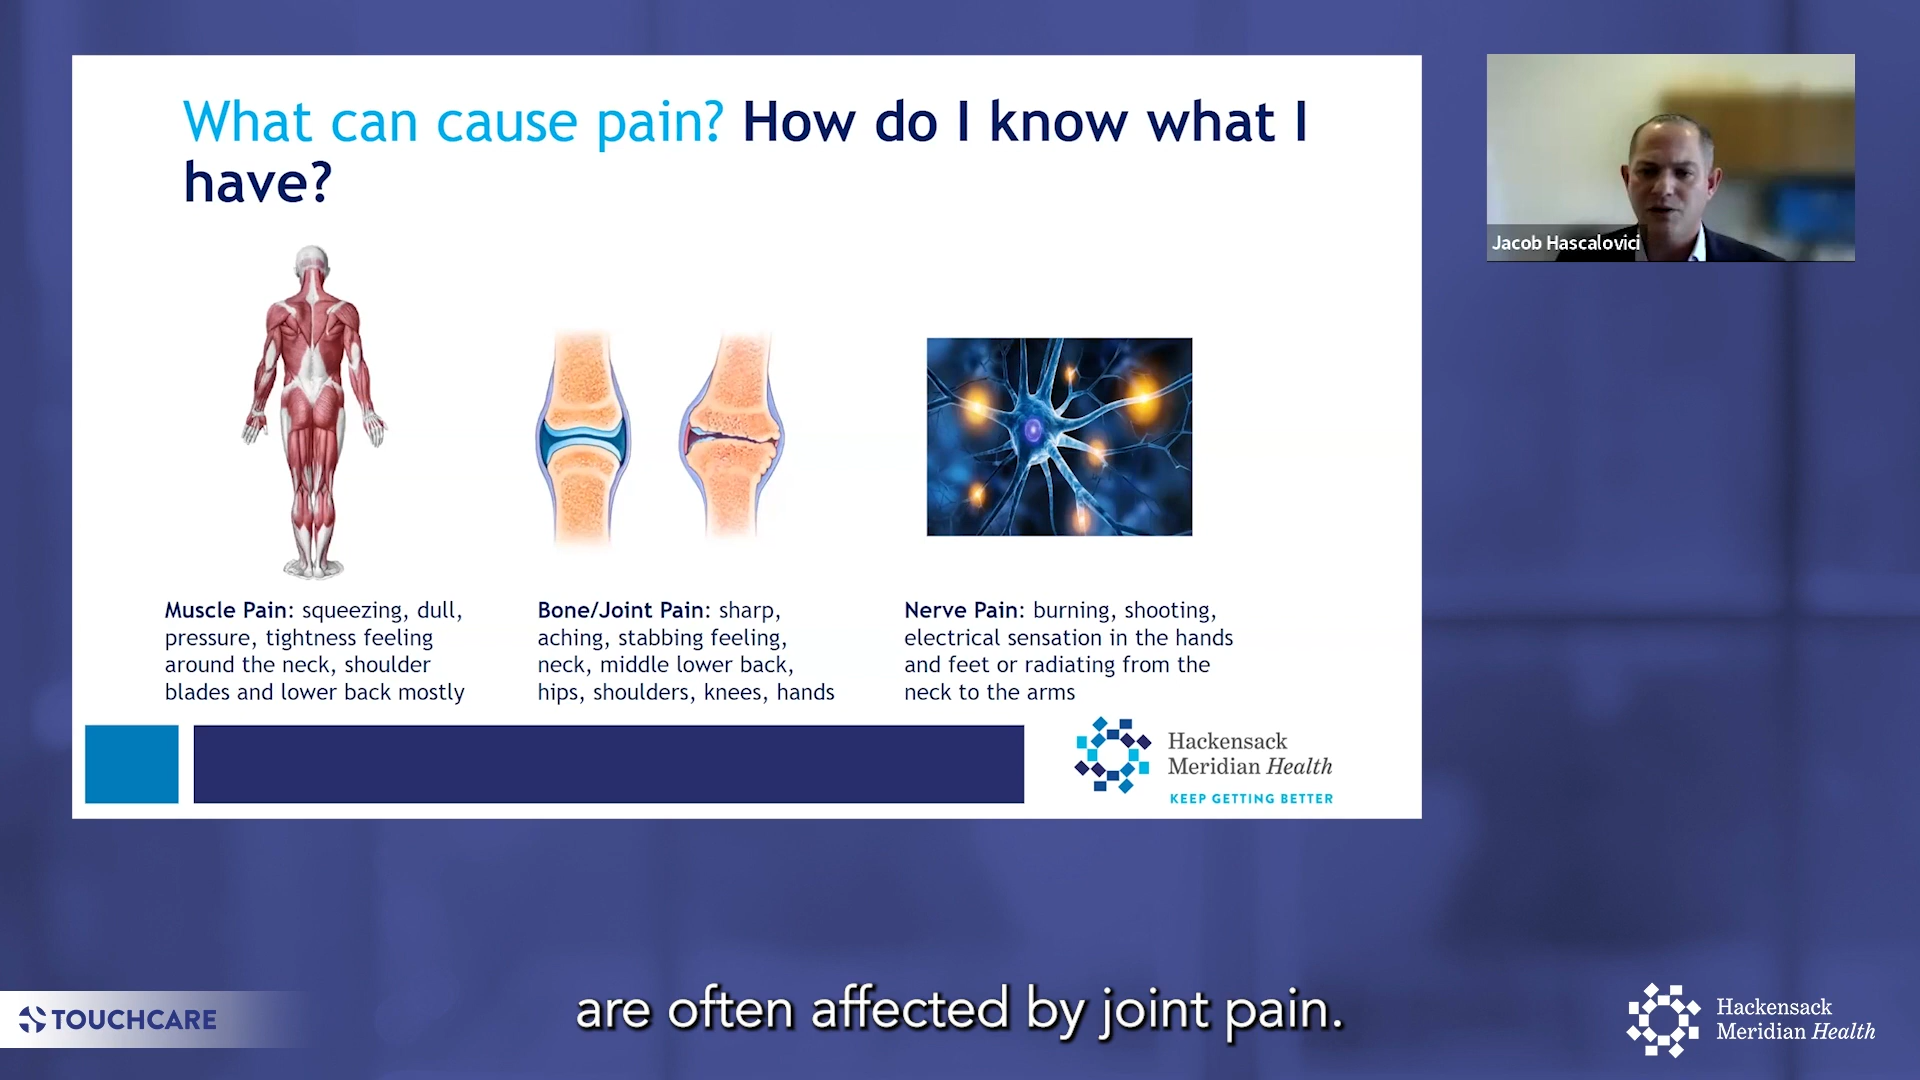 What can cause pain? How do I know what I
have?
Jacob Hascalovici
Muscle Pain: squeezing, dull,
pressure, tightness feeling
around the neck, shoulder
blades and lower back mostly
Bone/Joint Pain: sharp,
aching, stabbing feeling,
neck, middle lower back,
hips, shoulders, knees, hands
Nerve Pain: burning, shooting,
electrical sensation in the hands
and feet or radiating from the
neck to the arms
Hackensack
Meridian Health
KEEP GETTING BETTER
are often affected by joint pain.
TOUCHCARE
Hackensack
Meridian Health